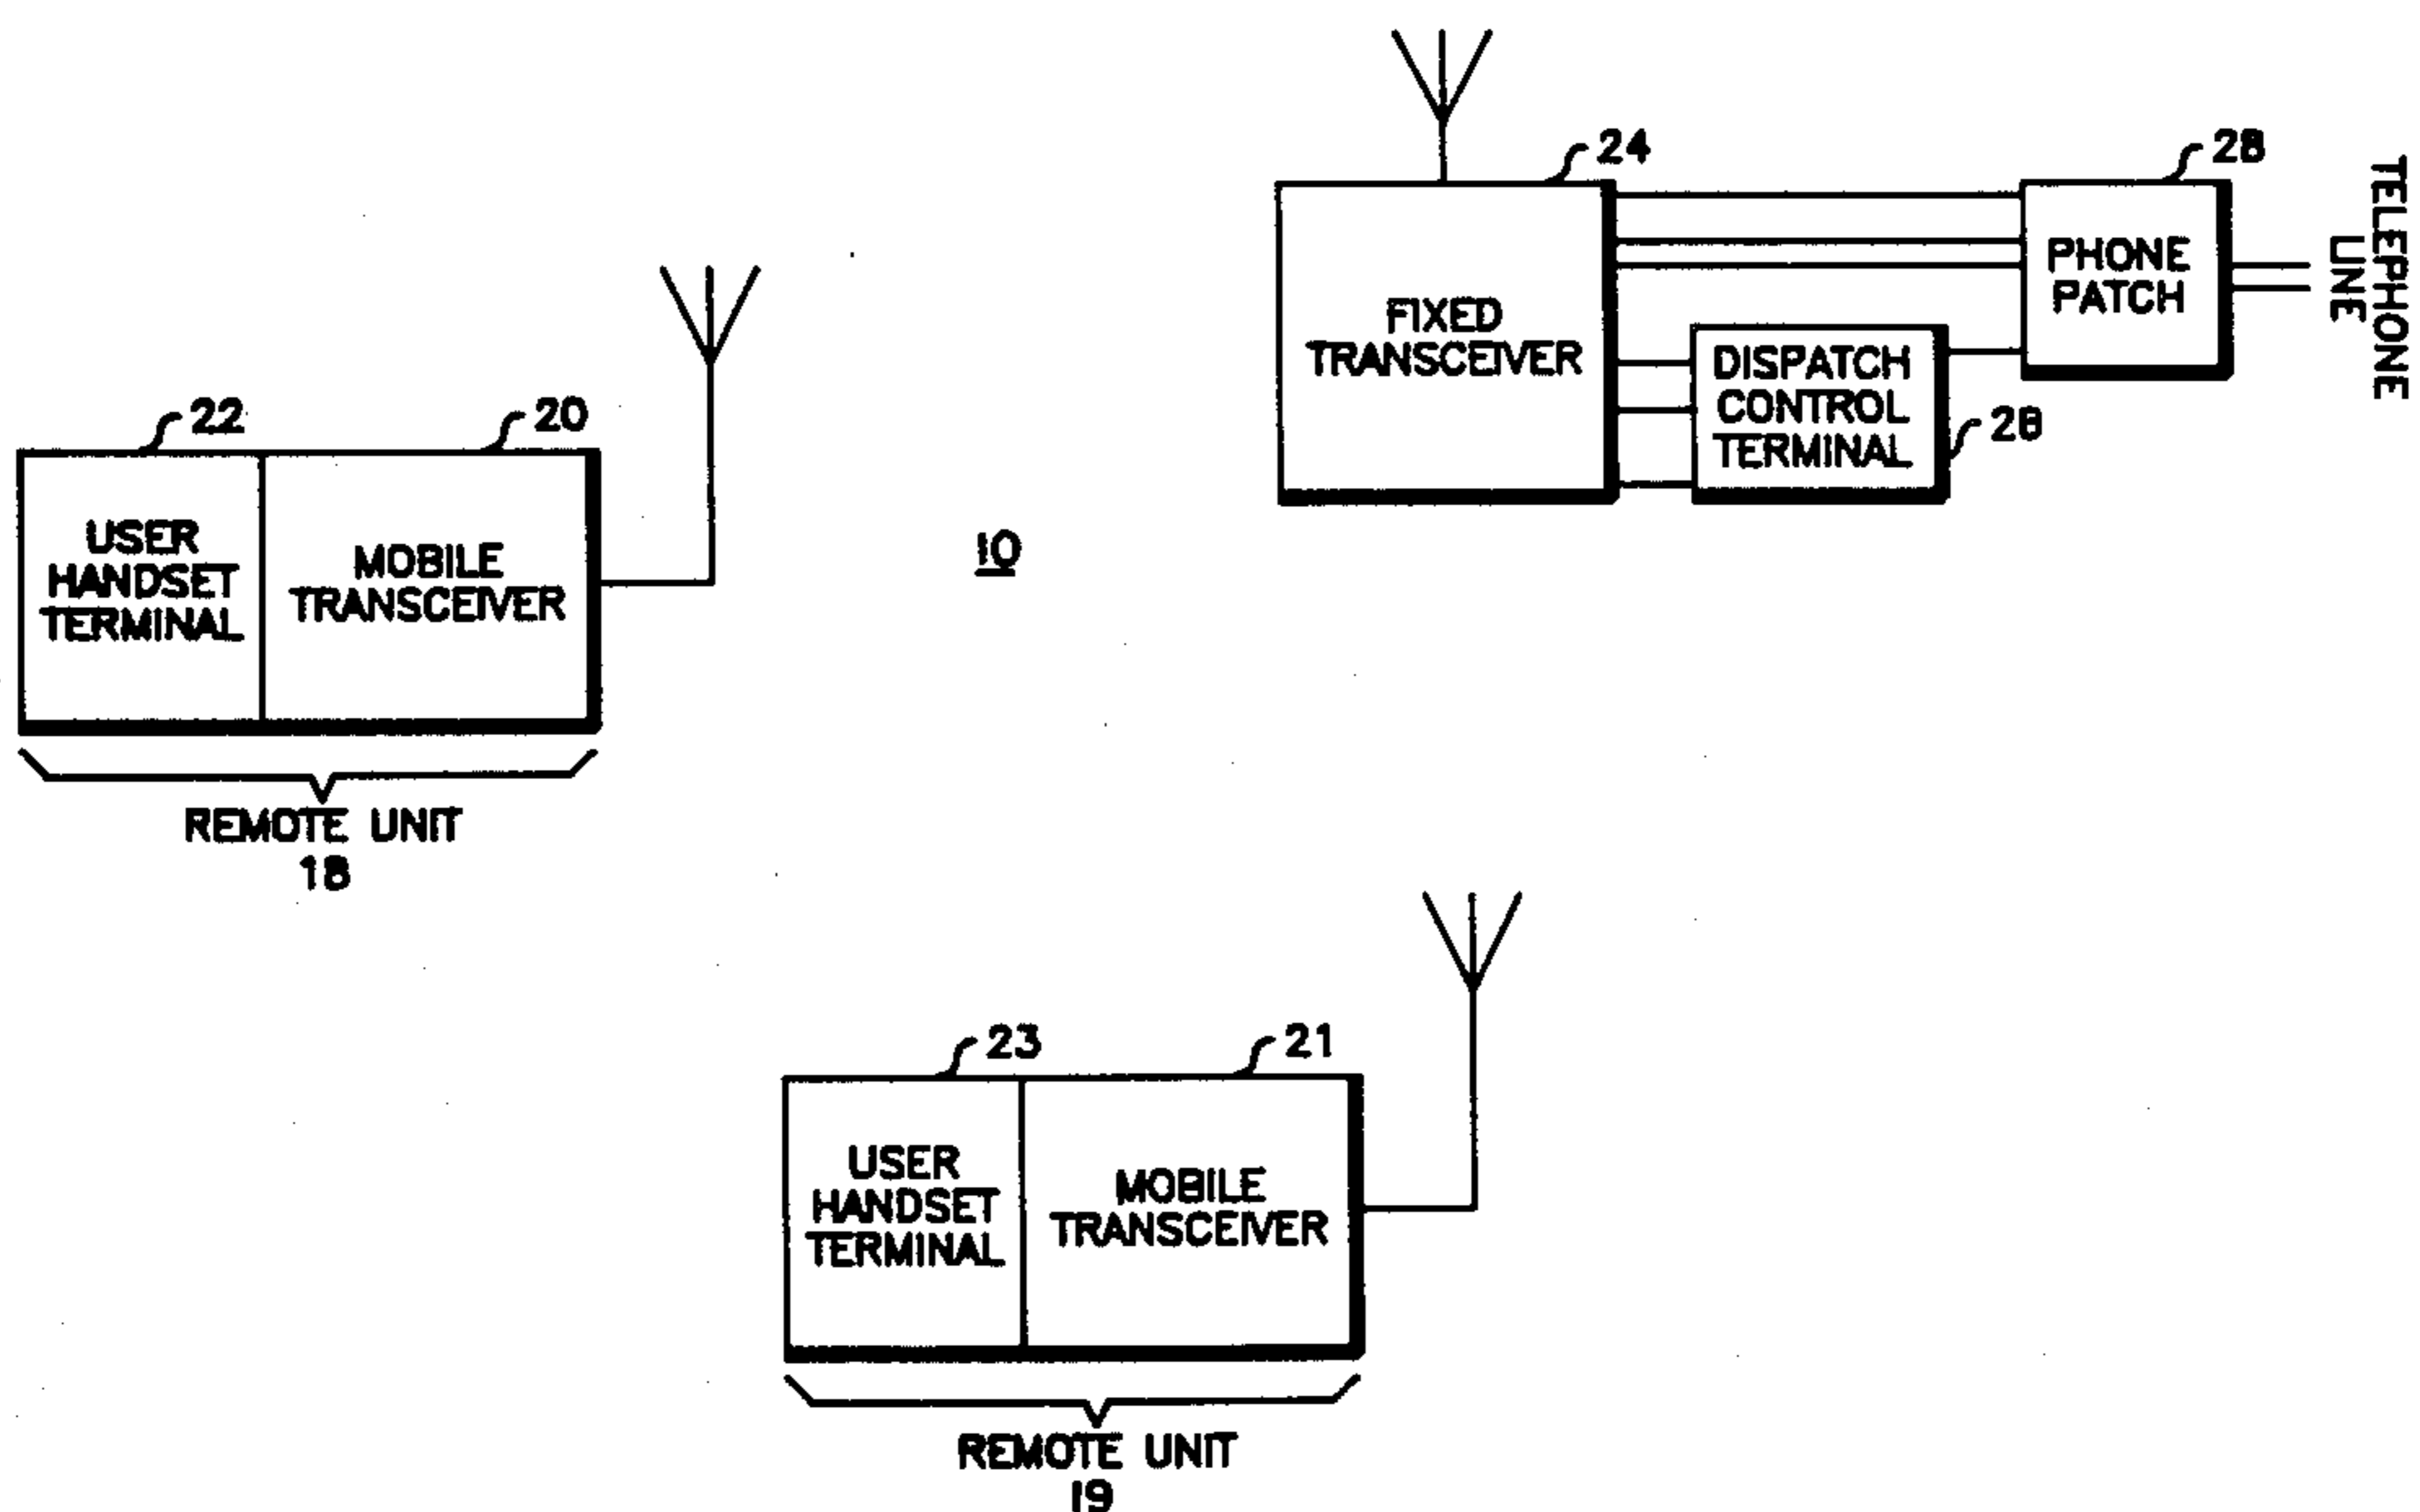 24
28
TELEPHONE
LINE
PHONE
PATCH
FIXED
TRANSCEIVER
DISPATCH
CONTROL
TERMINAL
22
20
USER
HANDSET
TERMINAL
MOBILE
TRANSCEIVER
10
REMOTE UNIT
18
23
21
USER
HANDSET
TERMINAL
MOBILE
TRANSCEIVER
REMOTE UNIT
19